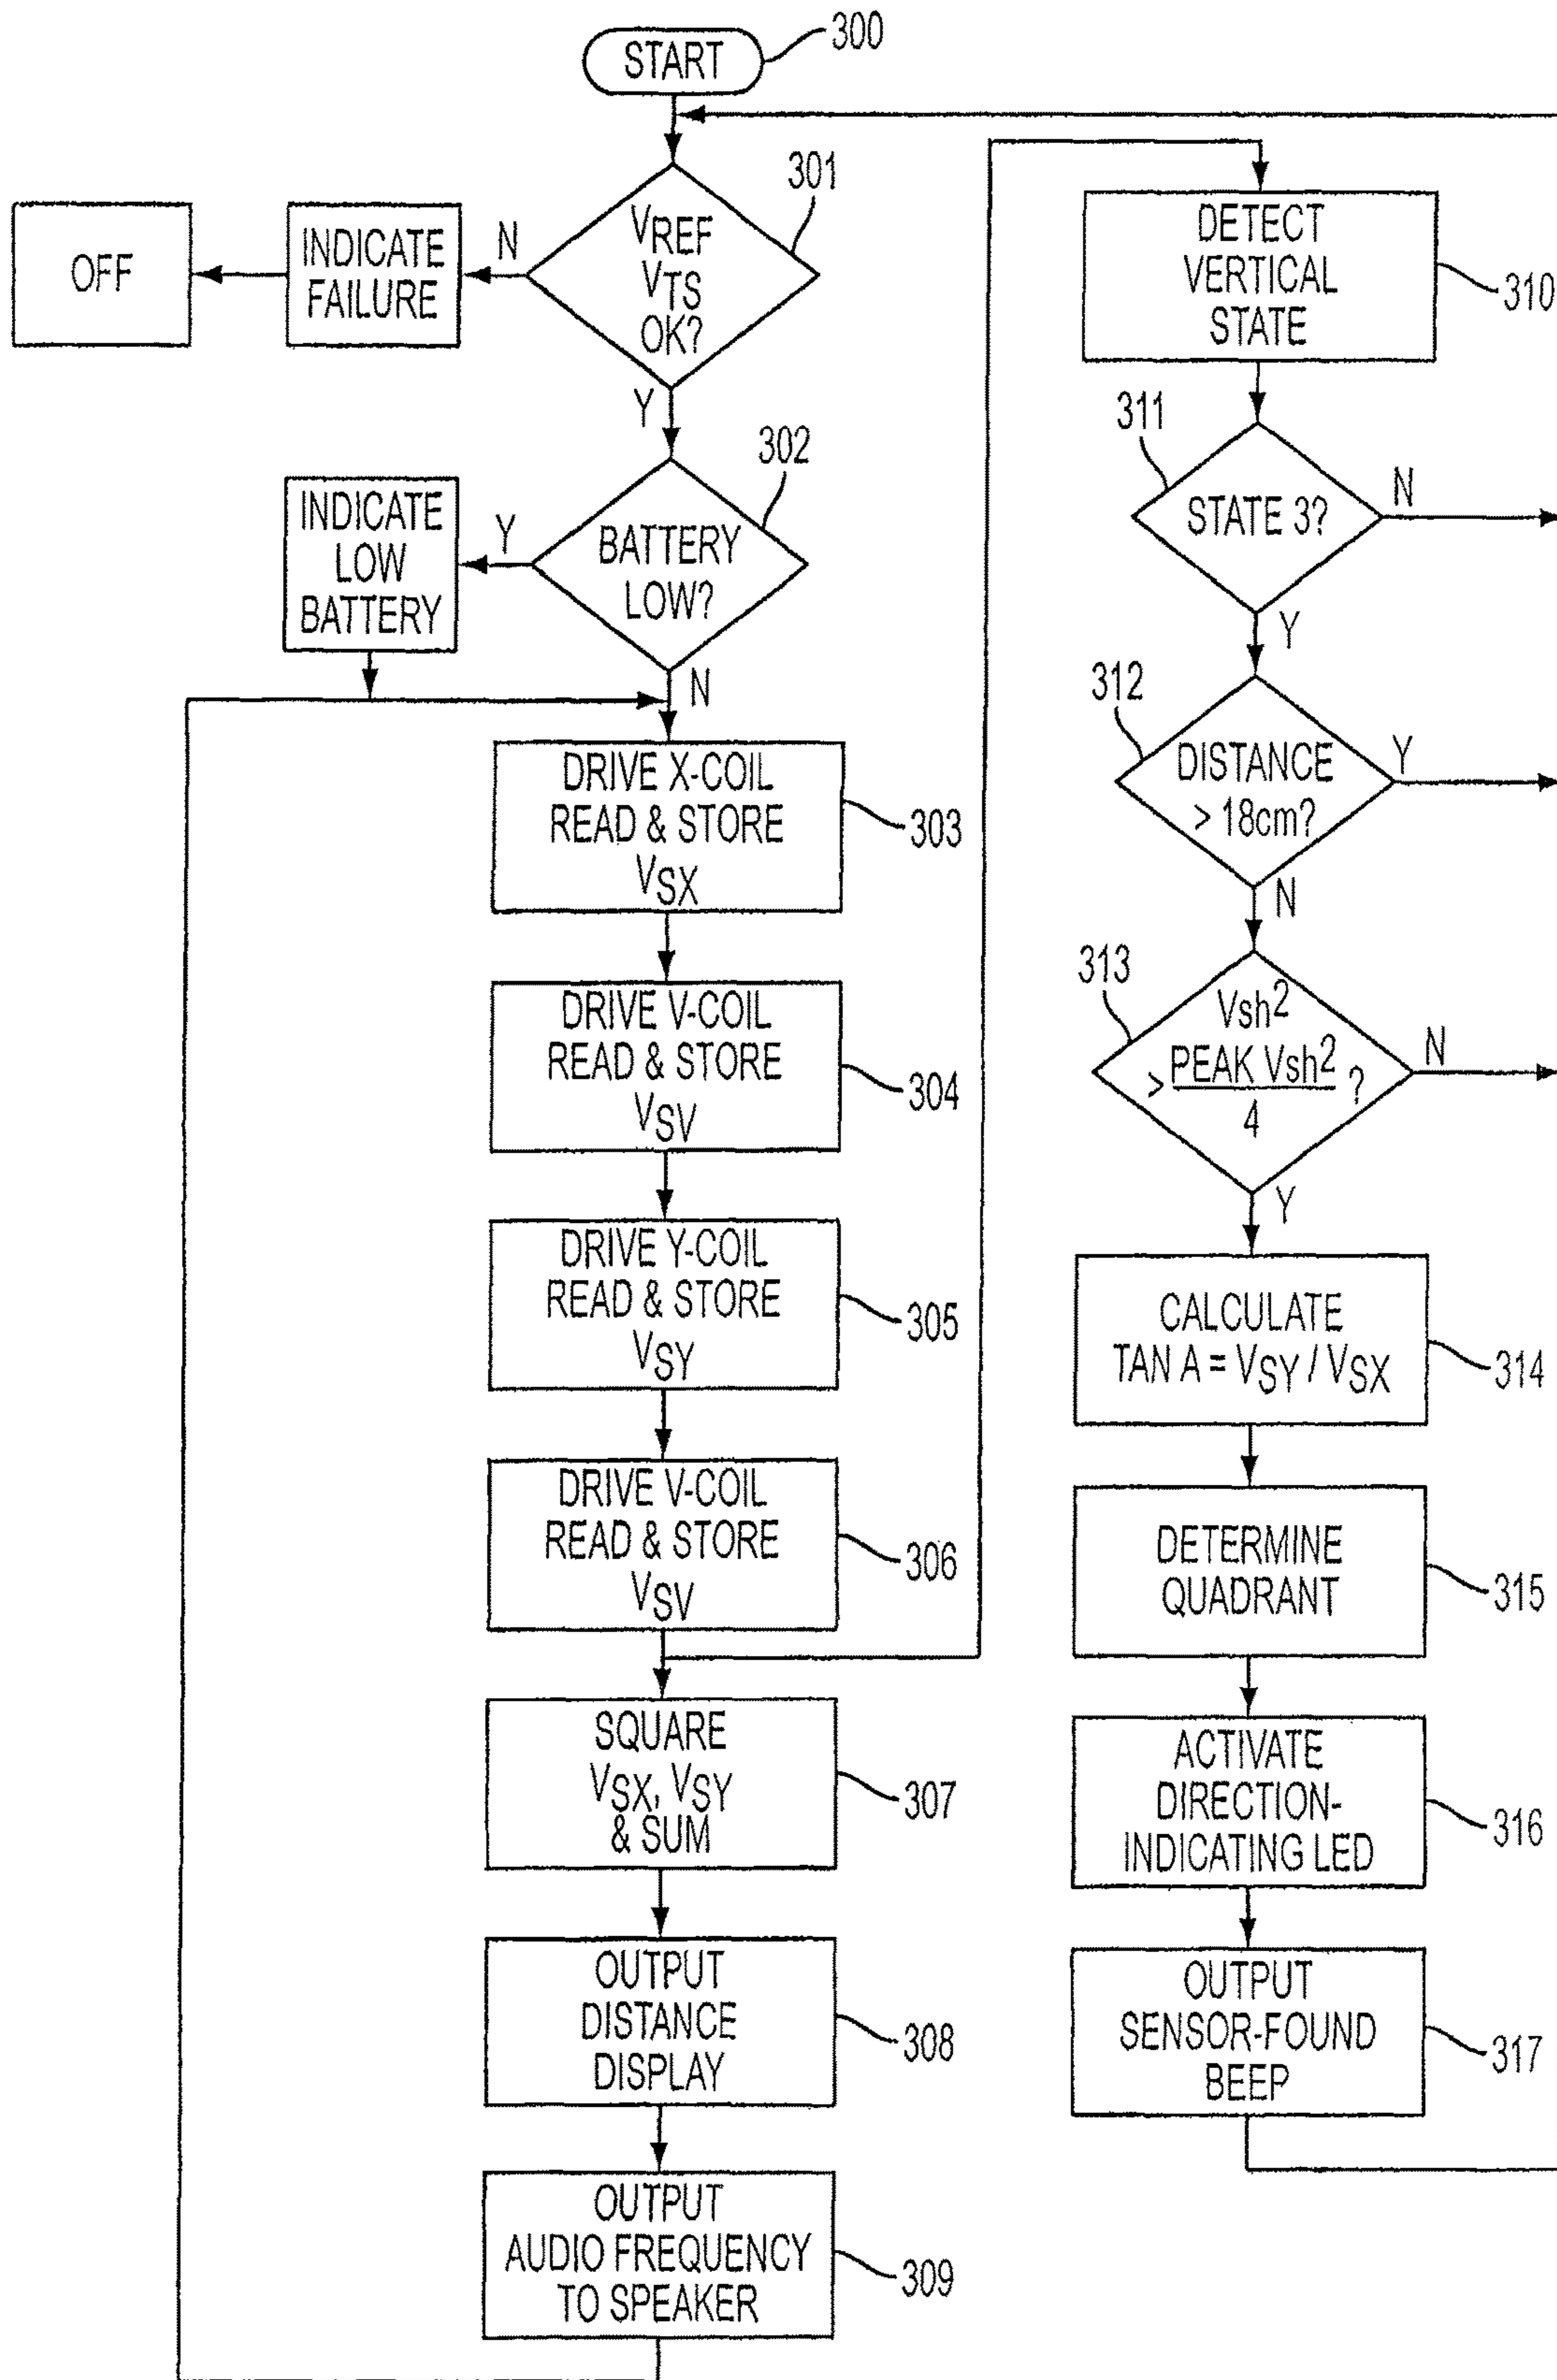 START
300
301
VREF
VTS
OK?
N
INDICATE
FAILURE
OFF
Y
302
BATTERY
LOW?
Y
INDICATE
LOW
BATTERY
N
DRIVE X-COIL
READ & STORE
VSX
303
DRIVE V-COIL
READ & STORE
VSV
304
DRIVE Y-COIL
READ & STORE
VSY
305
DRIVE V-COIL
READ & STORE
VSV
306
SQUARE
VSX, VSY
& SUM
307
OUTPUT
DISTANCE
DISPLAY
308
OUTPUT
AUDIO FREQUENCY
TO SPEAKER
309
DETECT
VERTICAL
STATE
310
311
STATE 3?
N
Y
312
DISTANCE
> 18cm?
Y
N
313
Vsh²
> PEAK Vsh² ?
4
N
Y
CALCULATE
TAN A = VSY / VSX
314
DETERMINE
QUADRANT
315
ACTIVATE
DIRECTION-
INDICATING LED
316
OUTPUT
SENSOR-FOUND
BEEP
317